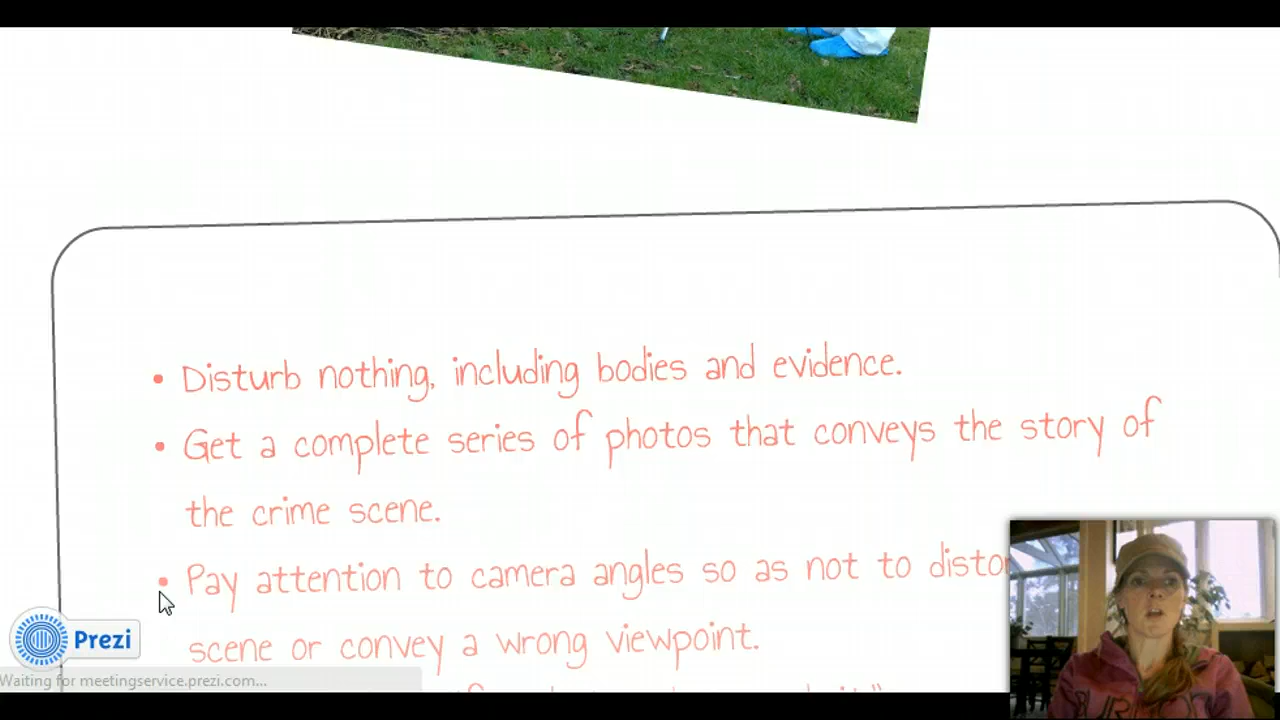 • Disturb nothing, including bodies and evidence.
• Get a complete series of photos that conveys the story of
the crime scene.
• Pay attention to camera angles so as not to
scene or convey a wrong viewpoint.
Prezi
Waiting for meetingservice.prezi.com...